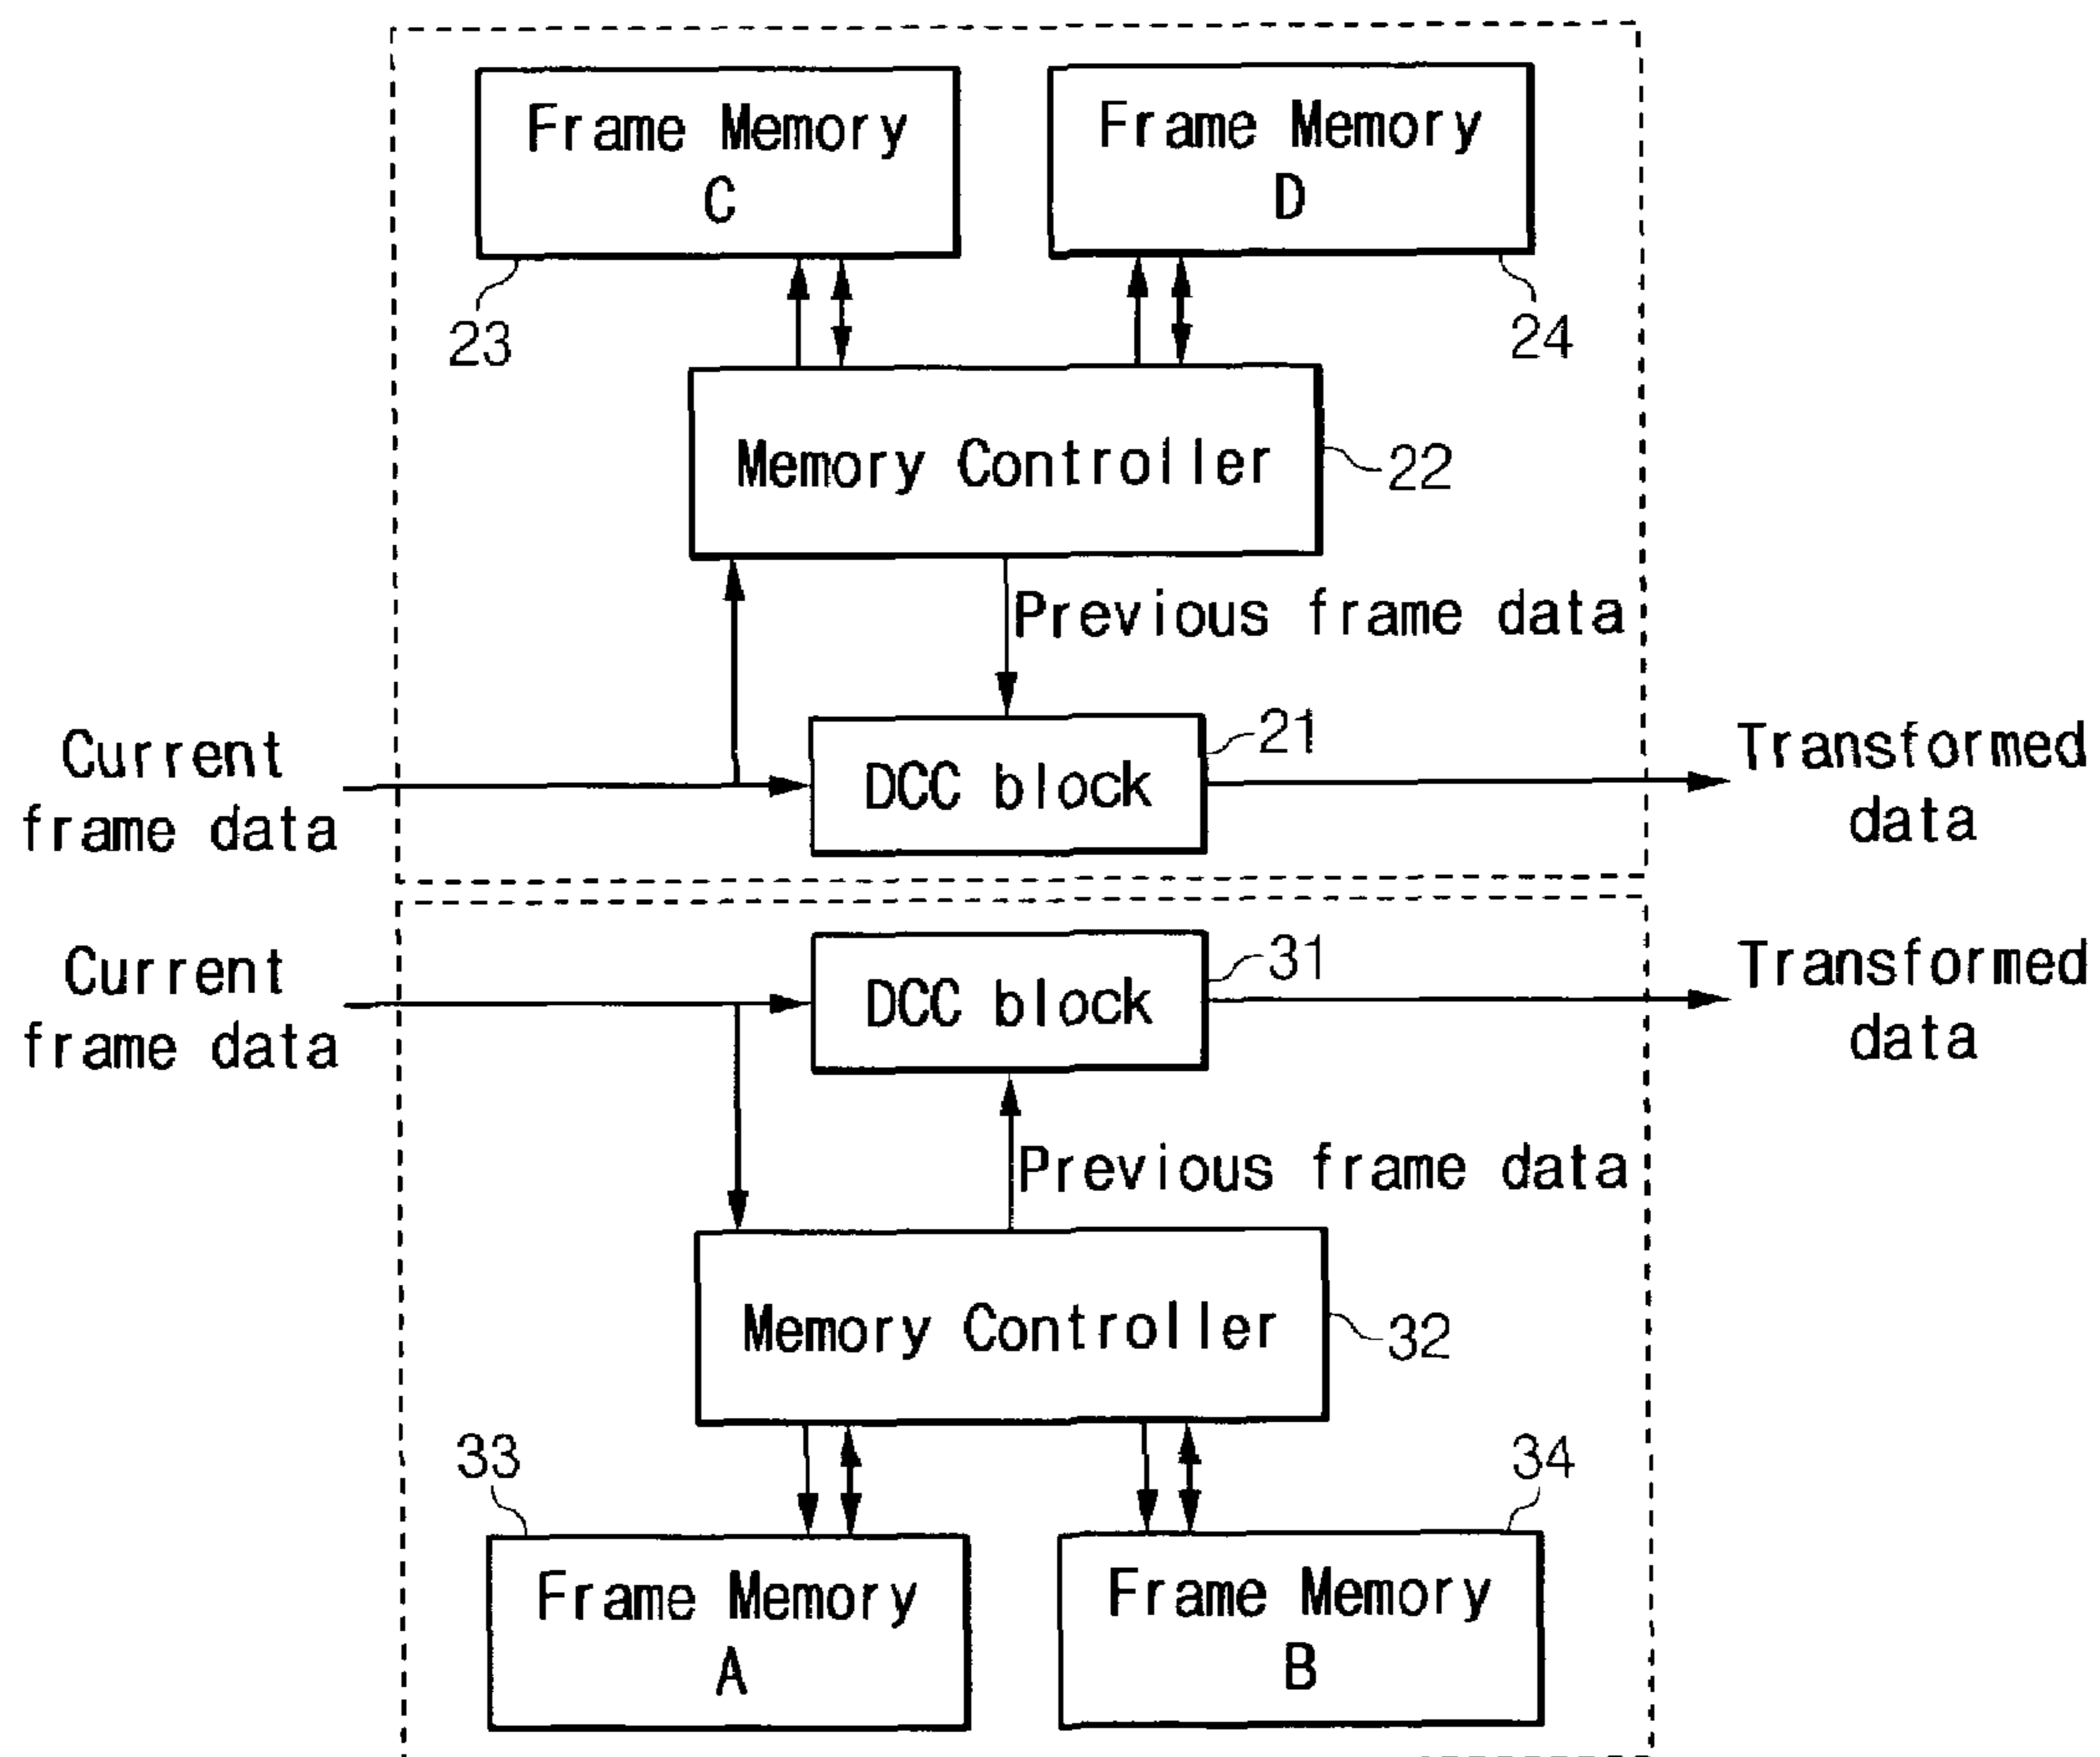 Frame Memory
C
Frame Memory
D
23
24
Memory Controller
22
Previous frame data
Current
frame data
21
DCC block
Transformed
data
Current
frame data
31
DCC block
Transformed
data
Previous frame data
Memory Controller
32
33
34
Frame Memory
A
Frame Memory
B